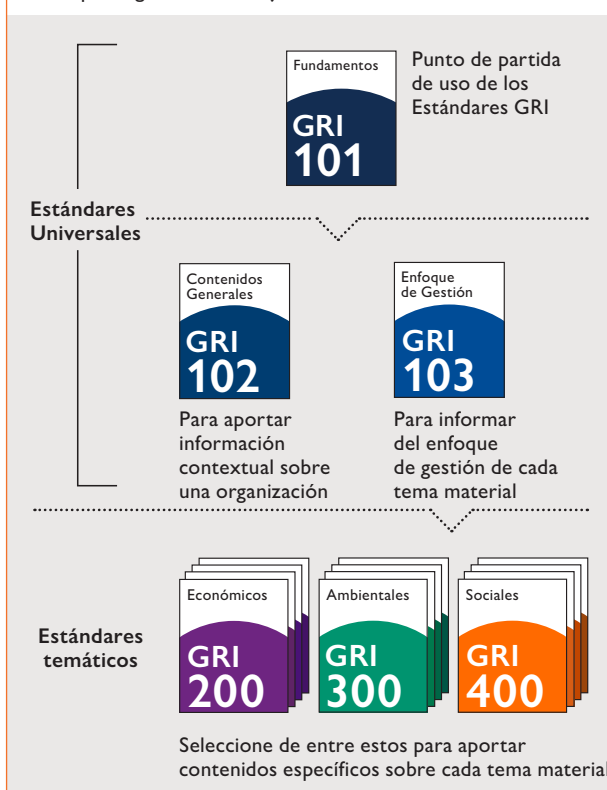 Fundamentos
GRI
101
Punto de partida
de uso de los
Estándares GRI
Estándares
Universales
Contenidos
Generales
GRI
102
Enfoque
de Gestión
GRI
103
Para aportar
información
contextual sobre
una organización
Para informar
del enfoque
de gestión de cada
tema material
Estándares
temáticos
Económicos
GRI
200
Ambientales
GRI
300
Sociales
GRI
400
Seleccione de entre estos para aportar
contenidos específicos sobre cada tema material